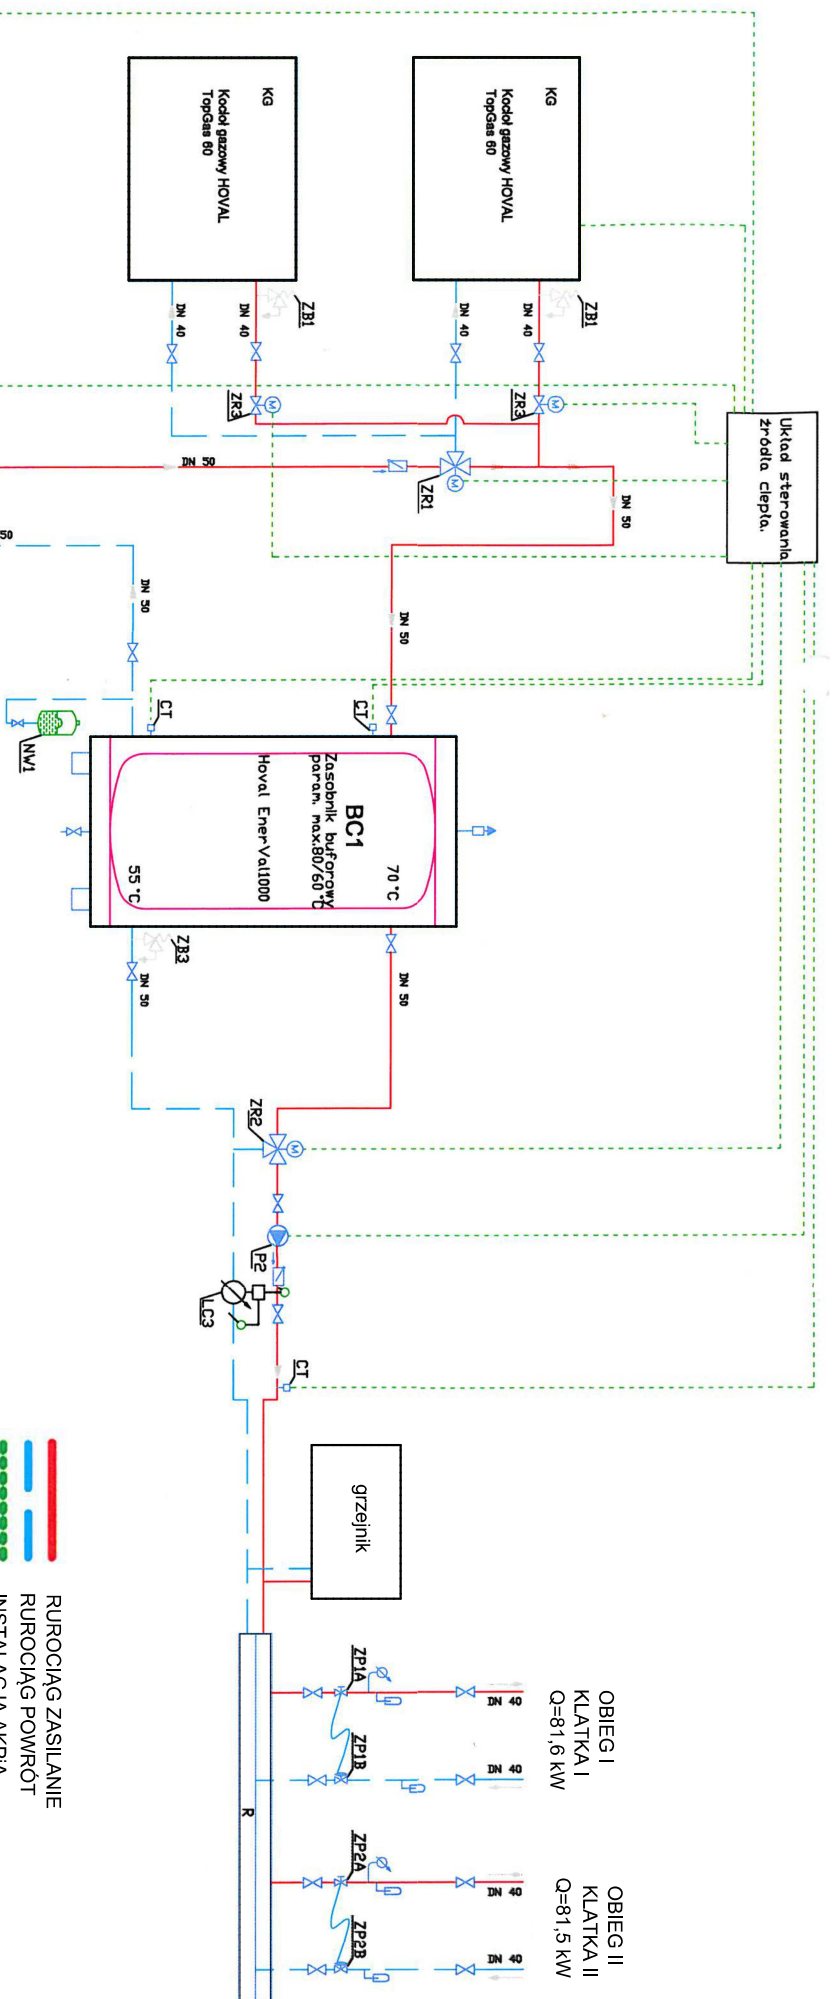 KG
Kocioł gazowy HOVAL
TopGas 60
KG
Kocioł gazowy HOVAL
TopGas 60
ZB1
ZB1
DN 40
DN 40
DN 40
DN 40
ZR3
ZR3
Układ sterowania
źródła ciepła.
M
M
M
ZR1
DN 50
DN 50
50
DN 50
DN 50
CT
CT
NW1
BC1
Zasobnik buforowy
param. max.80/60°C
Hoval EnerVal1000
70°C
55°C
ZB3
DN 50
DN 50
ZR2
M
P2
LC3
CT
grzejnik
RUROCIĄG ZASILANIE
RUROCIĄG POWRÓT
INSTALACJA AKPiA
ZP1A
ZP1B
DN 40
DN 40
OBIEG I
KLATKA I
Q=81,6 kW
R
ZP2A
ZP2B
DN 40
DN 40
OBIEG II
KLATKA II
Q=81,5 kW